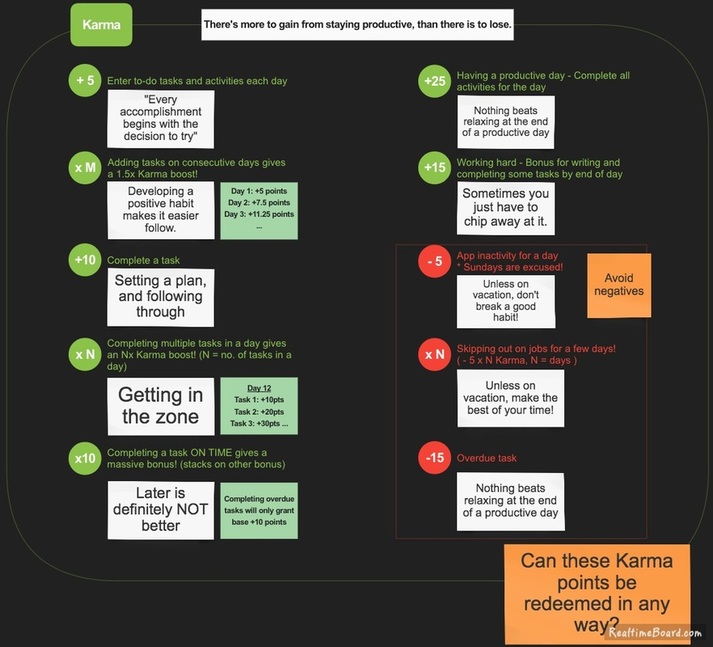 Karma
There's more to gain from staying productive, than there is to lose.
+ 5
Enter to-do tasks and activities each day
"Every
accomplishment
begins with the
decision to try"
x M
Adding tasks on consecutive days gives
a 1.5x Karma boost!
Developing a
positive habit
makes it easier
follow.
Day 1: +5 points
Day 2: +7.5 points
Day 3: +11.25 points
...
+10
Complete a task
Setting a plan,
and following
through
x N
Completing multiple tasks in a day gives
an Nx Karma boost! (N = no. of tasks in a
day)
Getting in
the zone
Day 12
Task 1: +10pts
Task 2: +20pts
Task 3: +30pts ...
x10
Completing a task ON TIME gives a
massive bonus! (stacks on other bonus)
Later is
definitely NOT
better
Completing overdue
tasks will only grant
base +10 points
+25
Having a productive day - Complete all
activities for the day
Nothing beats
relaxing at the end
of a productive day
+15
Working hard - Bonus for writing and
completing some tasks by end of day
Sometimes you
just have to
chip away at it.
- 5
App inactivity for a day
* Sundays are excused!
Unless on
vacation, don't
break a good
habit!
Avoid
negatives
x N
Skipping out on jobs for a few days!
( - 5 x N Karma, N = days )
Unless on
vacation, make the
best of your time!
-15
Overdue task
Nothing beats
relaxing at the end
of a productive day
Can these Karma
points be
redeemed in any
way?
RealtimeBoard.com